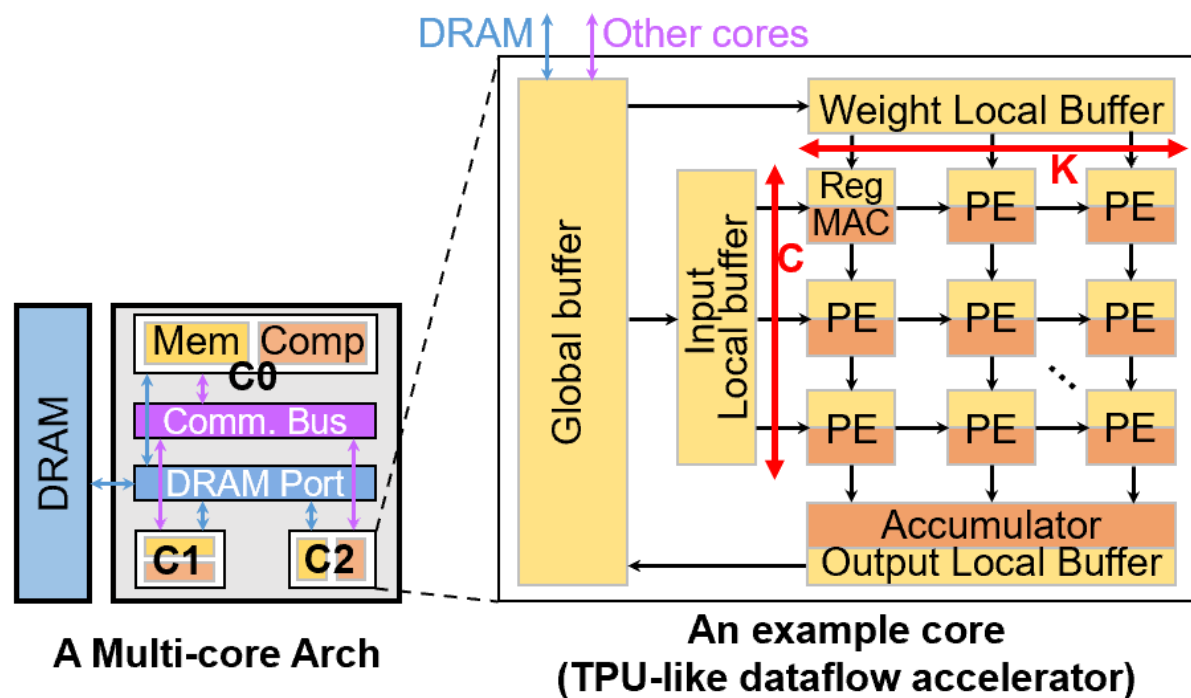 DRAM
Other cores
Global buffer
Weight Local Buffer
K
Input
Local buffer
C
Reg
MAC
PE
PE
PE
PE
PE
PE
PE
PE
Accumulator
Output Local Buffer
DRAM
Mem
Comp
C0
Comm. Bus
DRAM Port
C1
C2
A Multi-core Arch
An example core
(TPU-like dataflow accelerator)